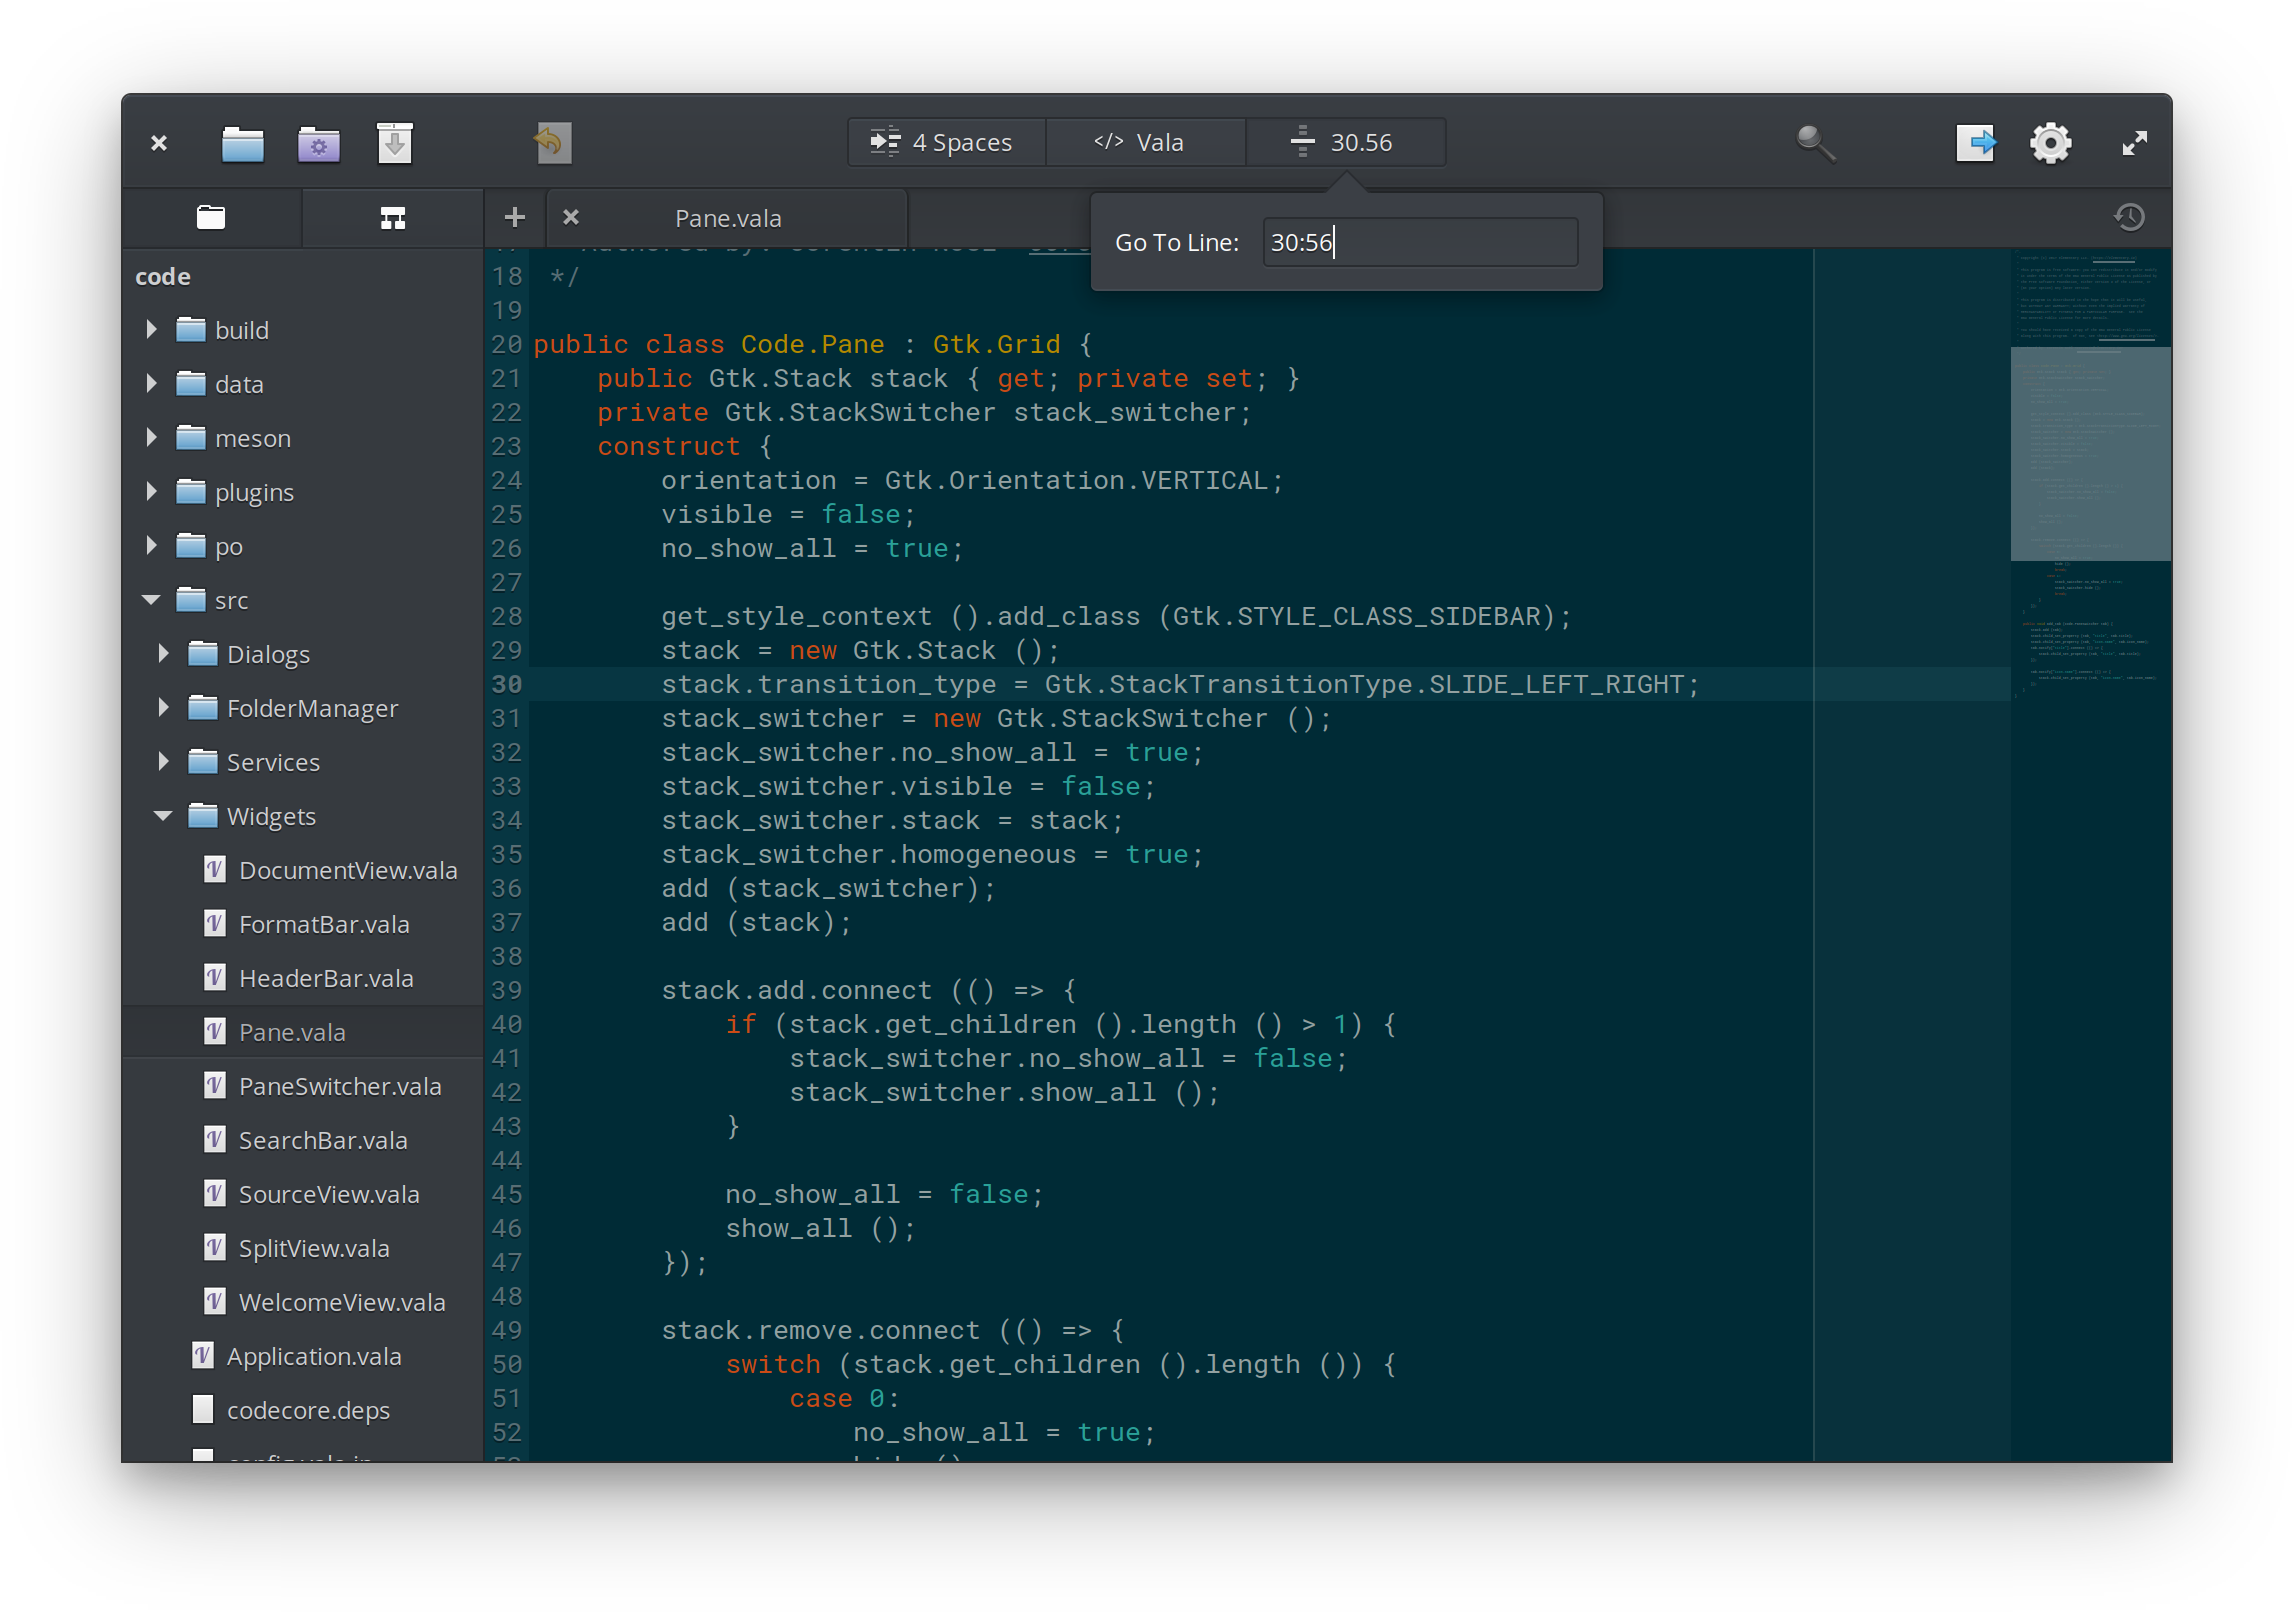 4 Spaces
</> Vala
30.56
Pane.vala
Go To Line: 30:56
code
build
data
meson
plugins
po
src
Dialogs
FolderManager
Services
Widgets
DocumentView.vala
FormatBar.vala
HeaderBar.vala
Pane.vala
PaneSwitcher.vala
SearchBar.vala
SourceView.vala
SplitView.vala
WelcomeView.vala
Application.vala
codecore.deps
18  */
19
20 public class Code.Pane : Gtk.Grid {
21     public Gtk.Stack stack { get; private set; }
22     private Gtk.StackSwitcher stack_switcher;
23     construct {
24         orientation = Gtk.Orientation.VERTICAL;
25         visible = false;
26         no_show_all = true;
27
28         get_style_context ().add_class (Gtk.STYLE_CLASS_SIDEBAR);
29         stack = new Gtk.Stack ();
30         stack.transition_type = Gtk.StackTransitionType.SLIDE_LEFT_RIGHT;
31         stack_switcher = new Gtk.StackSwitcher ();
32         stack_switcher.no_show_all = true;
33         stack_switcher.visible = false;
34         stack_switcher.stack = stack;
35         stack_switcher.homogeneous = true;
36         add (stack_switcher);
37         add (stack);
38
39         stack.add.connect (() => {
40             if (stack.get_children ().length () > 1) {
41                 stack_switcher.no_show_all = false;
42                 stack_switcher.show_all ();
43             }
44
45             no_show_all = false;
46             show_all ();
47         });
48
49         stack.remove.connect (() => {
50             switch (stack.get_children ().length ()) {
51                 case 0:
52                     no_show_all = true;